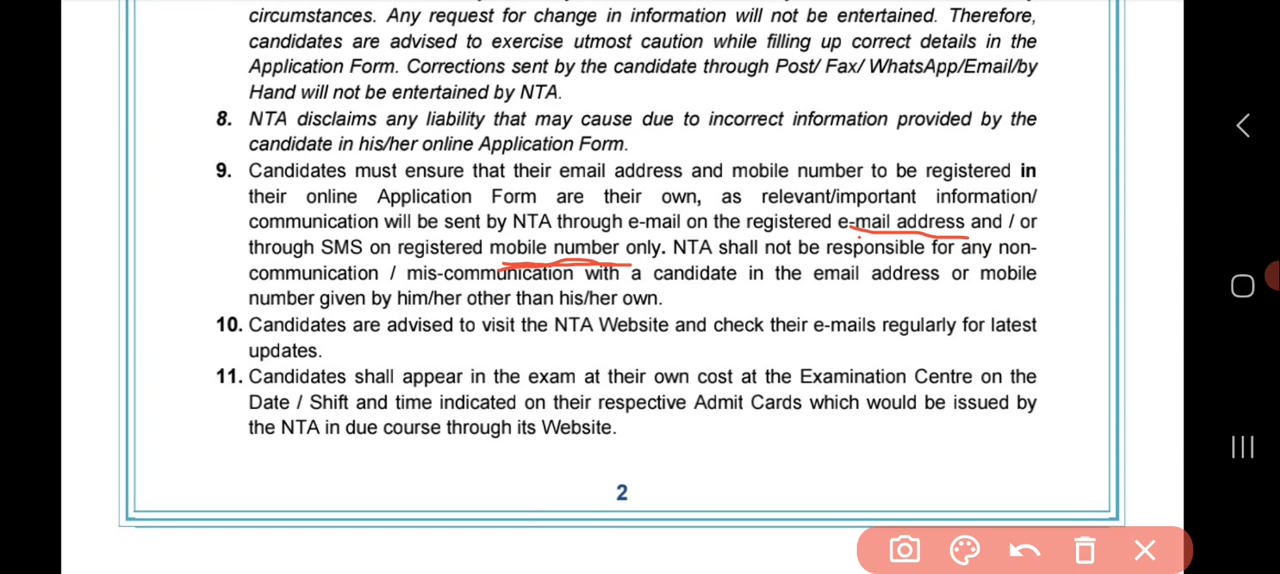 circumstances. Any request for change in information will not be entertained. Therefore,
candidates are advised to exercise utmost caution while filling up correct details in the
Application Form. Corrections sent by the candidate through Post/ Fax/ WhatsApp/Email/by
Hand will not be entertained by NTA.
8. NTA disclaims any liability that may cause due to incorrect information provided by the
candidate in his/her online Application Form.
9. Candidates must ensure that their email address and mobile number to be registered in
their online Application Form are their own, as relevant/important information/
communication will be sent by NTA through e-mail on the registered e-mail address and / or
through SMS on registered mobile number only. NTA shall not be responsible for any non-
communication / mis-communication with a candidate in the email address or mobile
number given by him/her other than his/her own.
10. Candidates are advised to visit the NTA Website and check their e-mails regularly for latest
updates.
11. Candidates shall appear in the exam at their own cost at the Examination Centre on the
Date / Shift and time indicated on their respective Admit Cards which would be issued by
the NTA in due course through its Website.
2